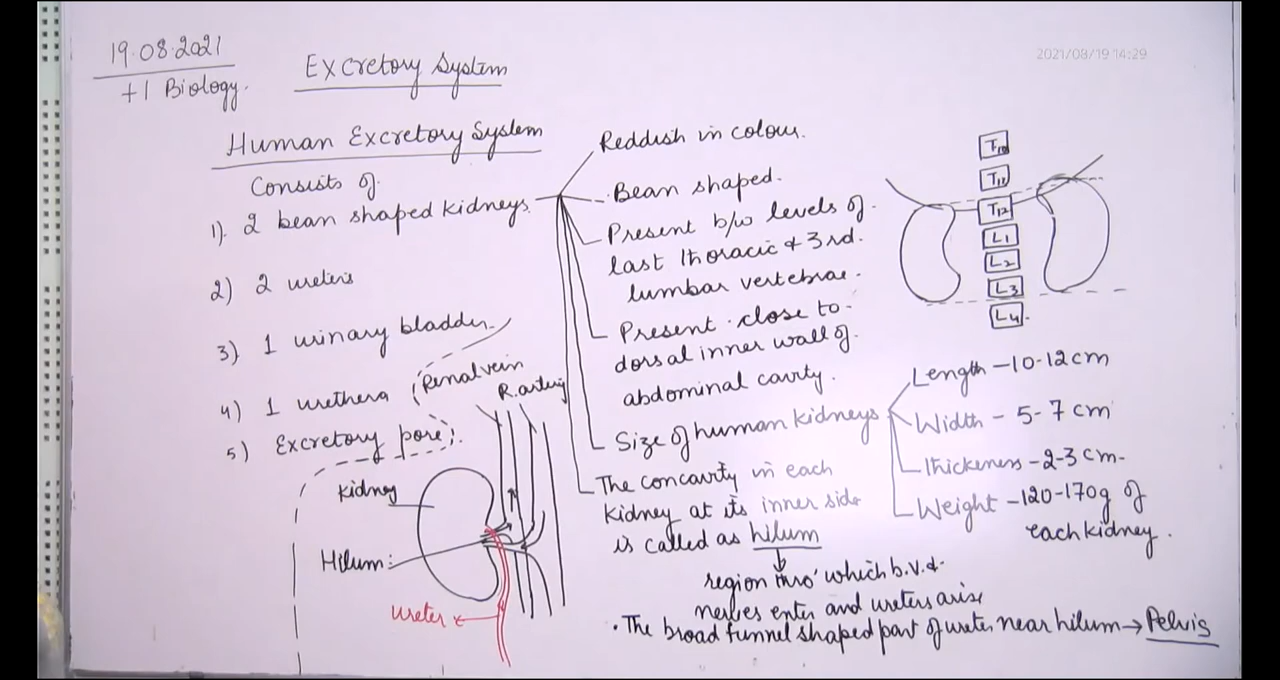 19.08.2021
+1 Biology.
Excretory System
2021/08/19 14:29
Human Excretory System
Consists of
1). 2 bean shaped kidneys.
2) 2 ureters
3) 1 urinary bladder.
4) 1 urethera
5) Excretory pore.
Reddish in colour.
Bean shaped.
Present b/w levels of
last thoracic & 3rd.
lumbar vertebrae.
Present close to
dorsal inner wall of
abdominal cavity.
Size of human kidneys
Length - 10-12 cm
Width - 5-7 cm
Thickeness - 2-3 cm.
Weight - 120-170g of
each kidney.
The concavity in each
kidney at its inner side
is called as hilum
region thro' which b.v. &
nerves enter and ureters arise
. The broad funnel shaped part of ureter near hilum → Pelvis
T10
T11
T12
L1
L2
L3
L4.
Renal vein
R. artery
Kidney
Hilum:
Ureter